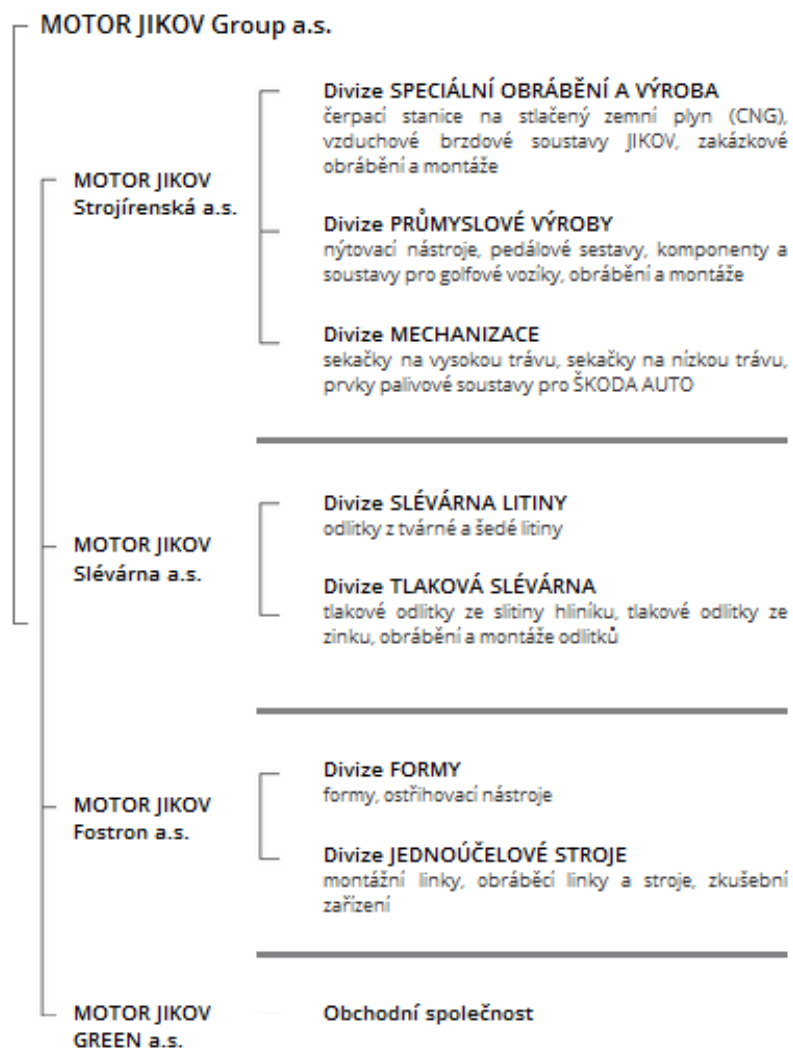 MOTOR JIKOV Group a.s.
MOTOR JIKOV
Strojírenská a.s.
Divize SPECIÁLNÍ OBRÁBĚNÍ A VÝROBA
čerpací stanice na stlačený zemní plyn (CNG),
vzduchové brzdové soustavy JIKOV, zakázkové
obrábění a montáže
Divize PRŮMYSLOVÉ VÝROBY
nýtovací nástroje, pedálové sestavy, komponenty a
soustavy pro golfové vozíky, obrábění a montáže
Divize MECHANIZACE
sekačky na vysokou trávu, sekačky na nízkou trávu,
prvky palivové soustavy pro ŠKODA AUTO
MOTOR JIKOV
Slévárna a.s.
Divize SLÉVÁRNA LITINY
odlitky z tvárné a šedé litiny
Divize TLAKOVÁ SLÉVÁRNA
tlakové odlitky ze slitiny hliníku, tlakové odlitky ze
zinku, obrábění a montáže odlitků
MOTOR JIKOV
Fostron a.s.
Divize FORMY
formy, ostřihovací nástroje
Divize JEDNOÚČELOVÉ STROJE
montážní linky, obráběcí linky a stroje, zkušební
zařízení
MOTOR JIKOV
GREEN a.s.
Obchodní společnost